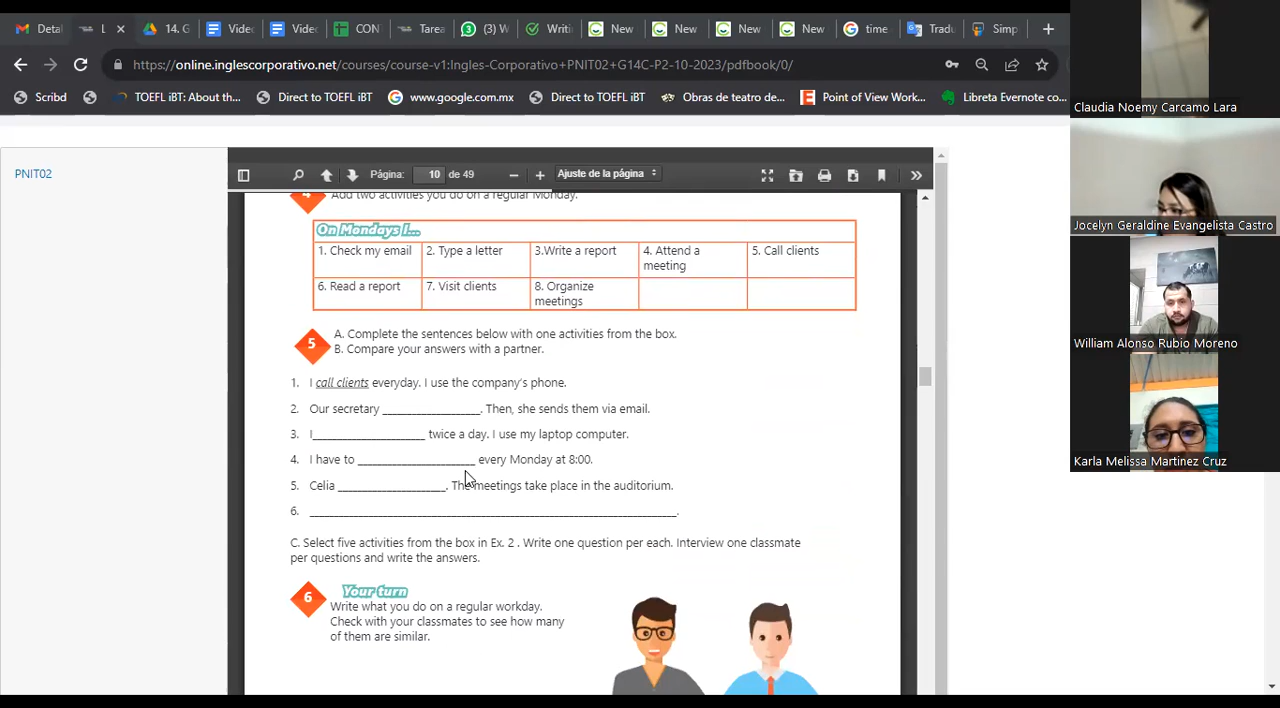 Detal
L
14. G
Videc
Videc
CON
Tarea
(3) W
Writi
New
New
New
New
time
Tradu
Simp
https://online.inglescorporativo.net/courses/course-v1:Ingles-Corporativo+PNIT02+G14C-P2-10-2023/pdfbook/0/
Scribd
TOEFL iBT: About th...
Direct to TOEFL iBT
www.google.com.mx
Direct to TOEFL iBT
Obras de teatro de...
Point of View Work...
Libreta Evernote co...
PNIT02
Página: 10 de 49
Ajuste de la página
4
Add two activities you do on a regular Monday.
On Mondays I...
1. Check my email
2. Type a letter
3.Write a report
4. Attend a
meeting
5. Call clients
6. Read a report
7. Visit clients
8. Organize
meetings
5
A. Complete the sentences below with one activities from the box.
B. Compare your answers with a partner.
1. I call clients everyday. I use the company's phone.
2. Our secretary ___________________. Then, she sends them via email.
3. I______________________ twice a day. I use my laptop computer.
4. I have to _______________________ every Monday at 8:00.
5. Celia _____________________. The meetings take place in the auditorium.
6. ________________________________________________________________________.
C. Select five activities from the box in Ex. 2 . Write one question per each. Interview one classmate
per questions and write the answers.
6
Your turn
Write what you do on a regular workday.
Check with your classmates to see how many
of them are similar.
Claudia Noemy Carcamo Lara
Jocelyn Geraldine Evangelista Castro
William Alonso Rubio Moreno
Karla Melissa Martinez Cruz